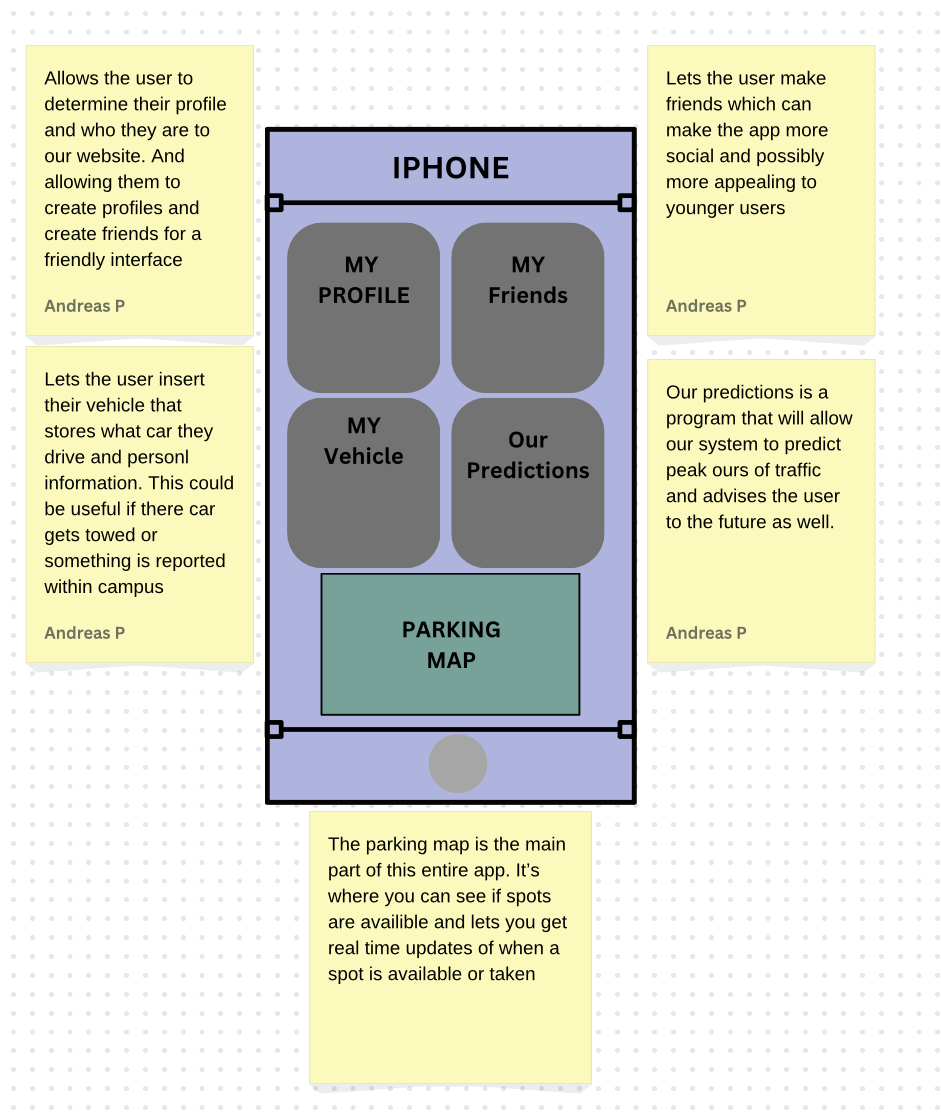 Allows the user to
determine their profile
and who they are to
our website. And
allowing them to
create profiles and
create friends for a
friendly interface
Andreas P
Lets the user insert
their vehicle that
stores what car they
drive and personl
information. This could
be useful if there car
gets towed or
something is reported
within campus
Andreas P
IPHONE
MY
PROFILE
MY
Friends
MY
Vehicle
Our
Predictions
PARKING
MAP
Lets the user make
friends which can
make the app more
social and possibly
more appealing to
younger users
Andreas P
Our predictions is a
program that will allow
our system to predict
peak ours of traffic
and advises the user
to the future as well.
Andreas P
The parking map is the main
part of this entire app. It’s
where you can see if spots
are availible and lets you get
real time updates of when a
spot is available or taken